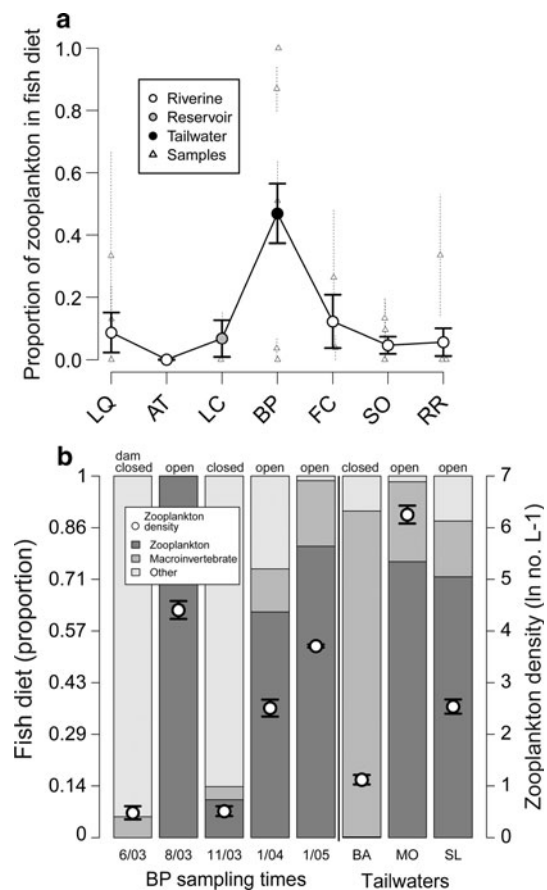 a
Proportion of zooplankton in fish diet
1.0
0.8
0.6
0.4
0.2
0.0
Riverine
Reservoir
Tailwater
Samples
LQ AT LC BP FC SO RR
b
dam closed open closed open open closed open open
Fish diet (proportion)
1
0.86
0.71
0.57
0.43
0.29
0.14
0
Zooplankton density
Zooplankton
Macroinvertebrate
Other
7
6
5
4
3
2
1
0
Zooplankton density (ln no. L-1)
6/03 8/03 11/03 1/04 1/05 BA MO SL
BP sampling times Tailwaters